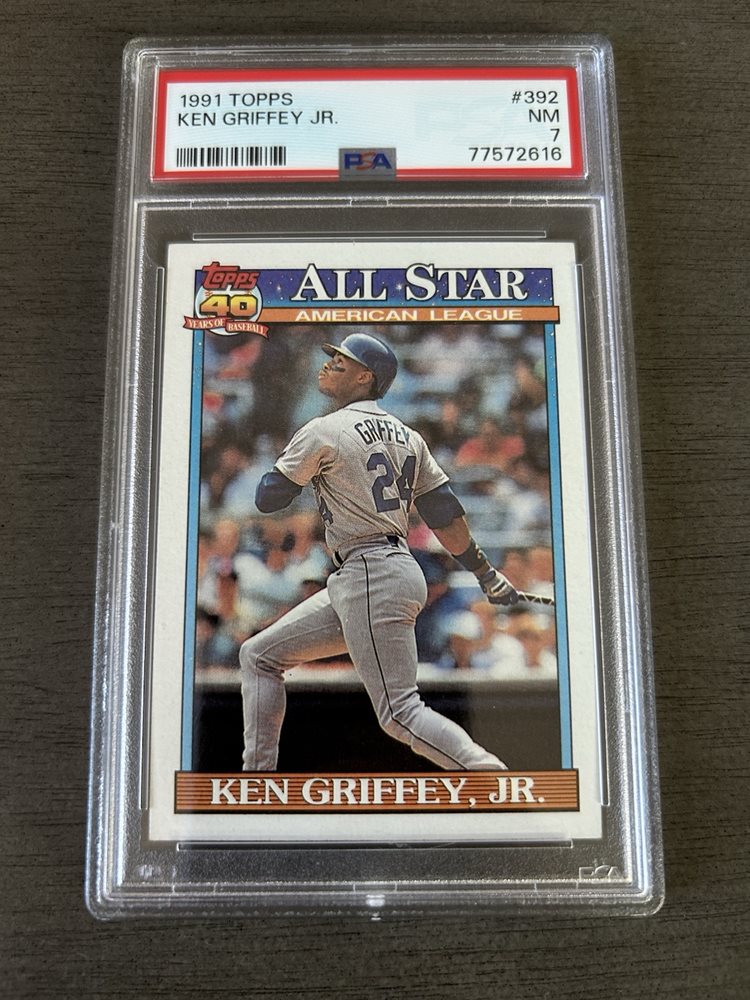 1991 TOPPS #392
KEN GRIFFEY JR. NM
7
PSA 77572616
Topps ALL STAR
40 AMERICAN LEAGUE
YEARS OF BASEBALL
GRIFFEY
24
KEN GRIFFEY, JR.
PSA